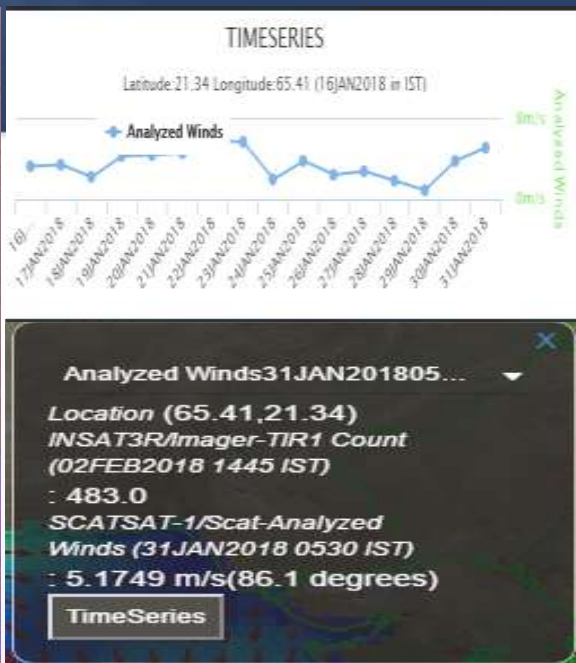 TIMESERIES
Latitude:21.34 Longitude:65.41 (16JAN2018 in IST)
Analyzed Winds
8m/s
0m/s
Analyzed Winds
16J...
17JAN2018
18JAN2018
19JAN2018
20JAN2018
21JAN2018
22JAN2018
23JAN2018
24JAN2018
25JAN2018
26JAN2018
27JAN2018
28JAN2018
29JAN2018
30JAN2018
31JAN2018
X
Analyzed Winds31JAN201805...
Location (65.41,21.34)
INSAT3R/Imager-TIR1 Count
(02FEB2018 1445 IST)
: 483.0
SCATSAT-1/Scat-Analyzed
Winds (31JAN2018 0530 IST)
: 5.1749 m/s(86.1 degrees)
TimeSeries